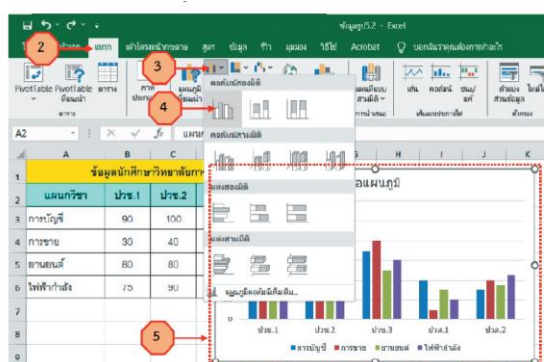 ข้อมูลรูป5.2 - Excel
2
แทรก
เค้าโครงหน้ากระดาษ
สูตร
ข้อมูล
รีวิว
มุมมอง
วิธีใช้
Acrobat
บอกฉันว่าคุณต้องการทำอะไร
3
PivotTable PivotTable ตาราง
ที่แนะนำ
ตาราง
คอลัมน์สองมิติ
4
เส้น คอลัมน์ ชนะ/
แพ้
เส้นแบบประกายไฟ
ตัวกรอง
A2
fx
คอลัมน์สามมิติ
A B C H I J K
1 ข้อมูลนักศึกษาวิทยาลัยกา
2 แผนกวิชา ปวช.1 ปวช.2
3 การบัญชี 90 100
4 การขาย 30 40
5 ยานยนต์ 80 80
6 ไฟฟ้ากำลัง 75 90
7
8
9
แท่งสองมิติ
แท่งสามมิติ
แผนภูมิคอลัมน์เพิ่มเติม...
อแผนภูมิ
0
ปวช.1 ปวช.2 ปวช.3 ปวส.1 ปวส.2
การบัญชี การขาย ยานยนต์ ไฟฟ้ากำลัง
5